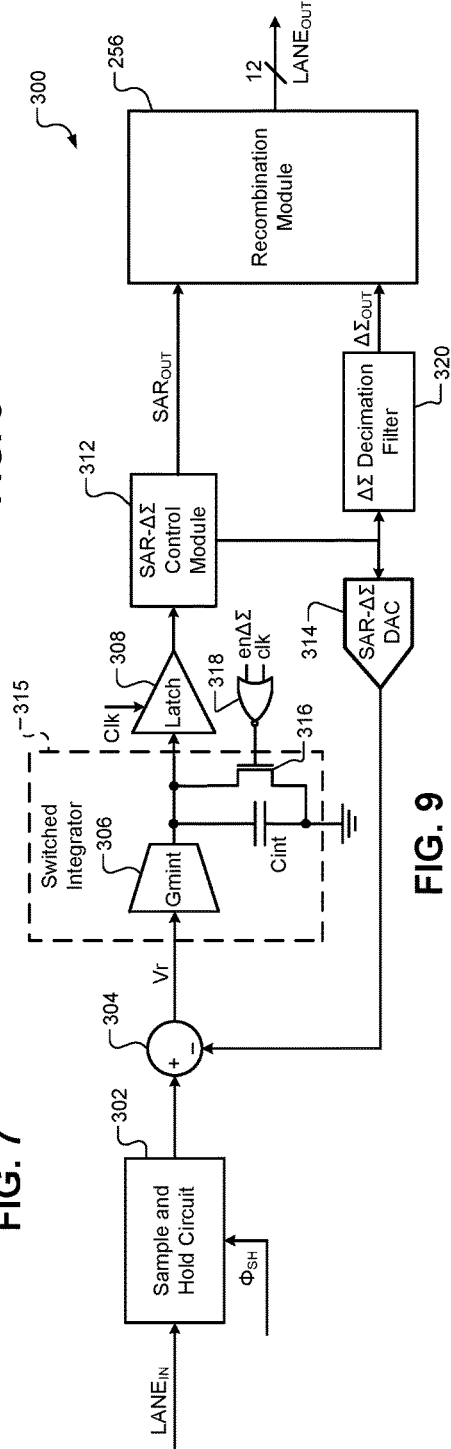 FIG. 7
300
LANE_IN
Sample and
Hold Circuit
302
Φ_SH
304
+
−
Vr
Switched
Integrator
315
306
Gmint
Cint
316
318
enΔΣ
clk
Clk
308
Latch
312
SAR-ΔΣ
Control
Module
SAR_OUT
314
SAR-ΔΣ
DAC
ΔΣ Decimation
Filter
320
ΔΣ_OUT
256
Recombination
Module
12
LANE_OUT
FIG. 9